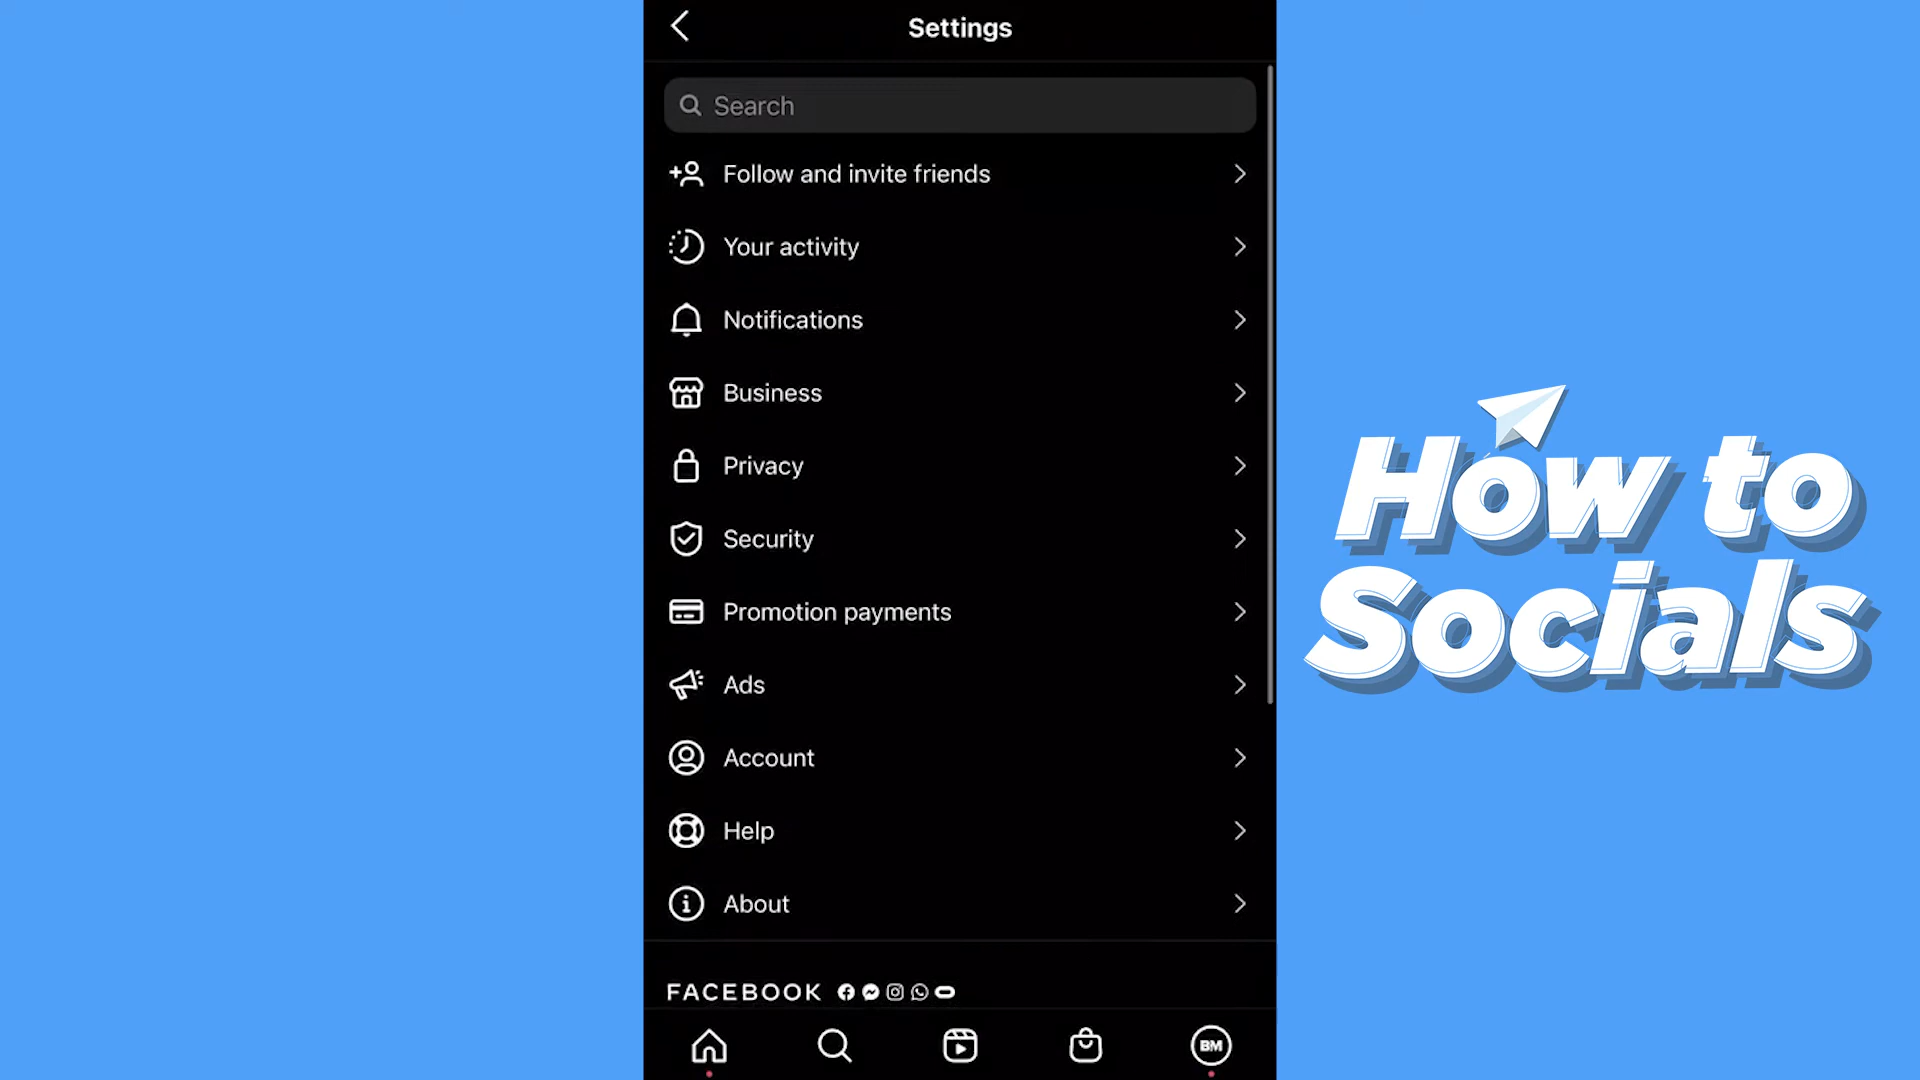 Settings
Search
Follow and invite friends
Your activity
Notifications
Business
Privacy
Security
Promotion payments
Ads
Account
Help
About
FACEBOOK
BM
How to
Socials